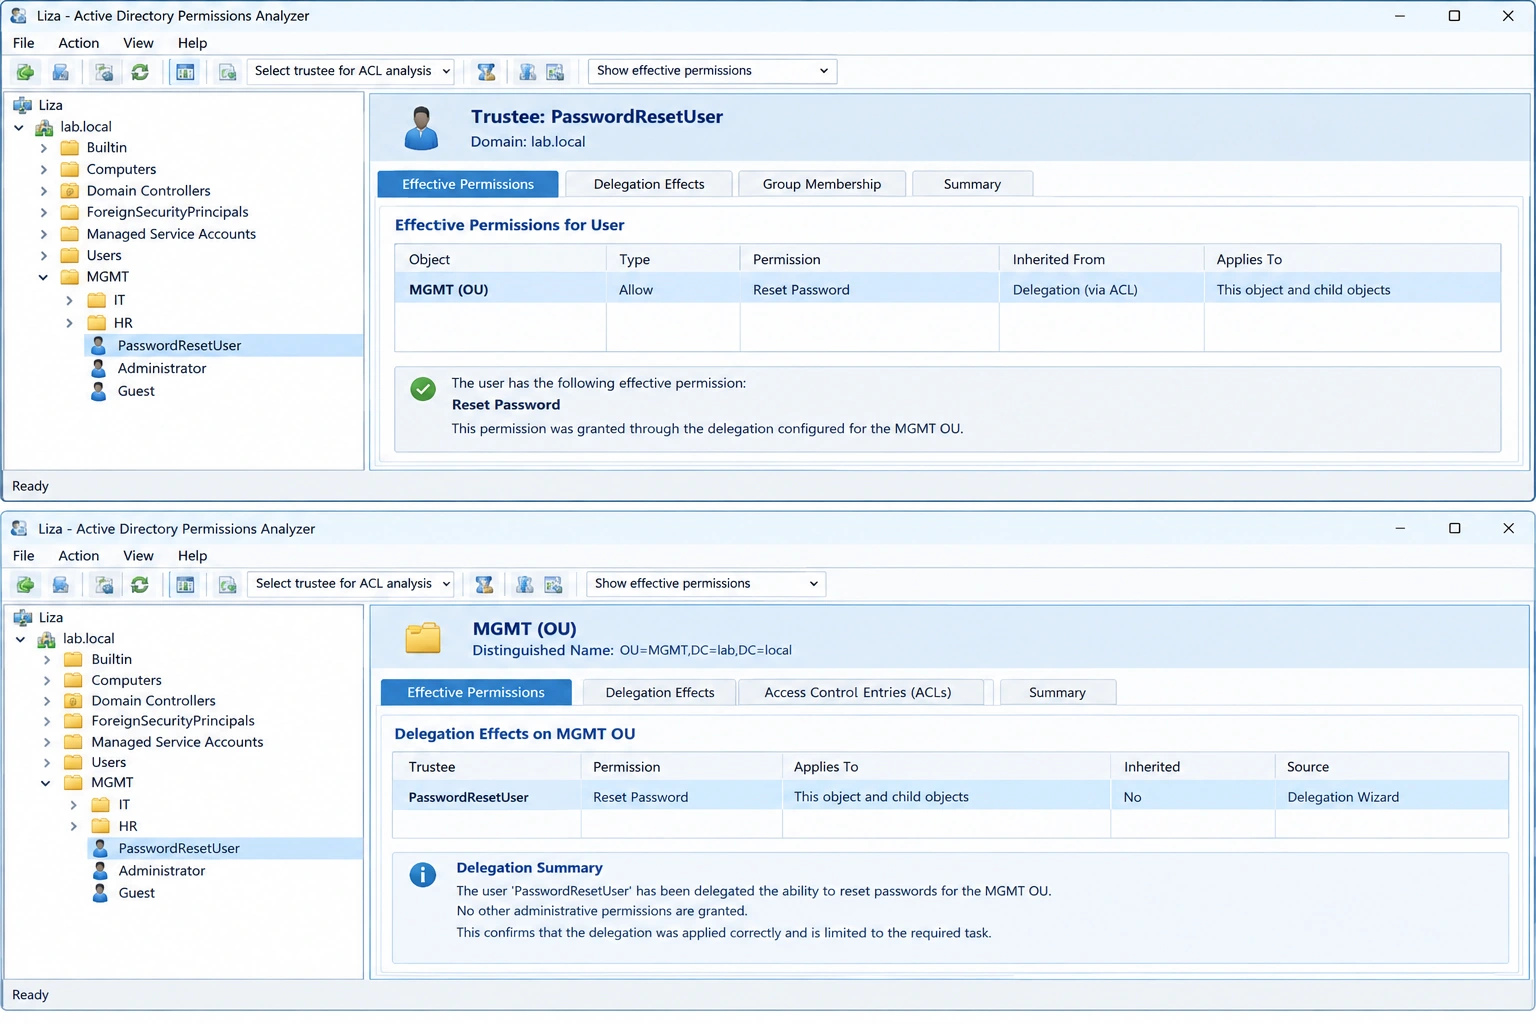 Liza - Active Directory Permissions Analyzer
File Action View Help
Select trustee for ACL analysis Show effective permissions
Liza
lab.local
Builtin
Computers
Domain Controllers
ForeignSecurityPrincipals
Managed Service Accounts
Users
MGMT
IT
HR
PasswordResetUser
Administrator
Guest
Trustee: PasswordResetUser
Domain: lab.local
Effective Permissions Delegation Effects Group Membership Summary
Effective Permissions for User
Object Type Permission Inherited From Applies To
MGMT (OU) Allow Reset Password Delegation (via ACL) This object and child objects
The user has the following effective permission:
Reset Password
This permission was granted through the delegation configured for the MGMT OU.
Ready
Liza - Active Directory Permissions Analyzer
File Action View Help
Select trustee for ACL analysis Show effective permissions
Liza
lab.local
Builtin
Computers
Domain Controllers
ForeignSecurityPrincipals
Managed Service Accounts
Users
MGMT
IT
HR
PasswordResetUser
Administrator
Guest
MGMT (OU)
Distinguished Name: OU=MGMT,DC=lab,DC=local
Effective Permissions Delegation Effects Access Control Entries (ACLs) Summary
Delegation Effects on MGMT OU
Trustee Permission Applies To Inherited Source
PasswordResetUser Reset Password This object and child objects No Delegation Wizard
Delegation Summary
The user 'PasswordResetUser' has been delegated the ability to reset passwords for the MGMT OU.
No other administrative permissions are granted.
This confirms that the delegation was applied correctly and is limited to the required task.
Ready